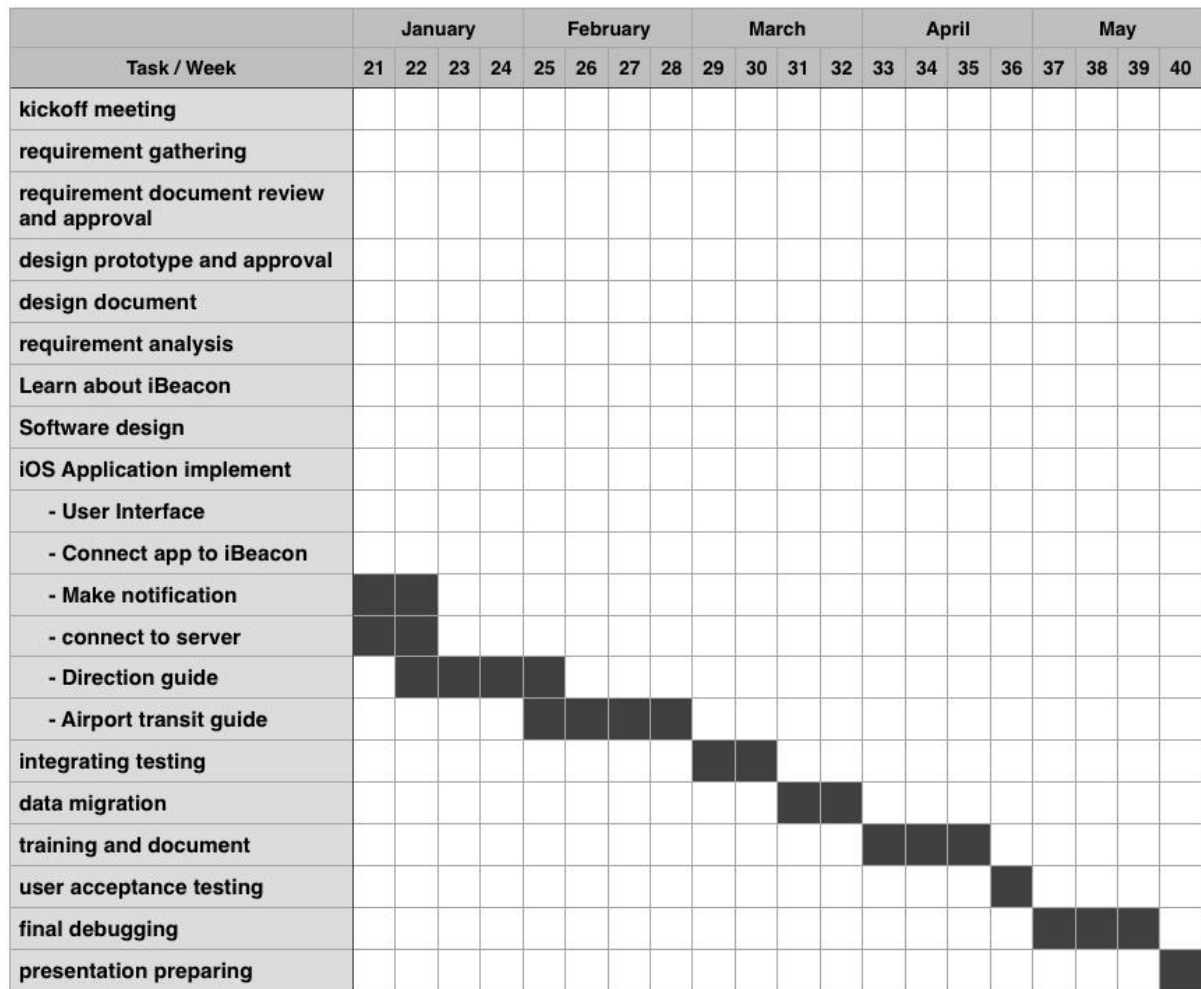 January February March April May
Task / Week 21 22 23 24 25 26 27 28 29 30 31 32 33 34 35 36 37 38 39 40
kickoff meeting
requirement gathering
requirement document review
and approval
design prototype and approval
design document
requirement analysis
Learn about iBeacon
Software design
iOS Application implement
- User Interface
- Connect app to iBeacon
- Make notification
- connect to server
- Direction guide
- Airport transit guide
integrating testing
data migration
training and document
user acceptance testing
final debugging
presentation preparing